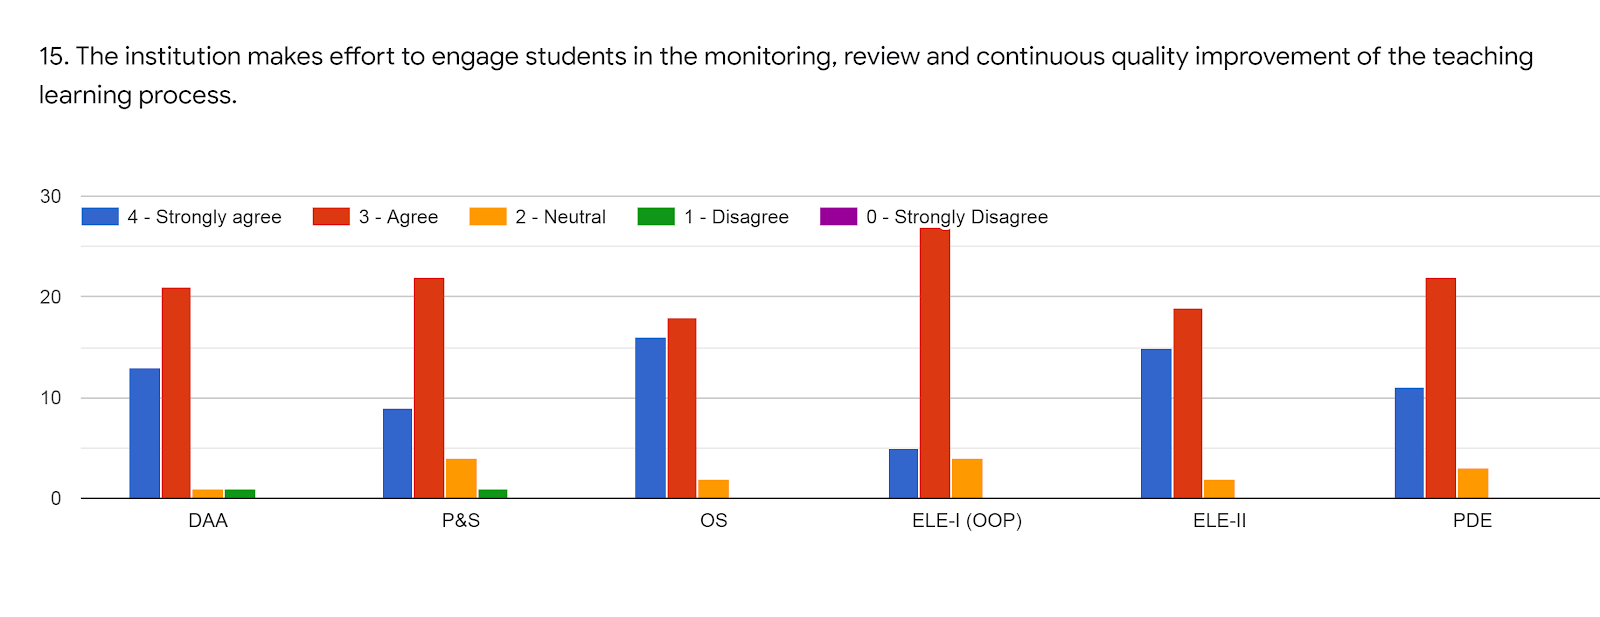 15. The institution makes effort to engage students in the monitoring, review and continuous quality improvement of the teaching
learning process.
30
4 - Strongly agree 3 - Agree 2 - Neutral 1 - Disagree 0 - Strongly Disagree
20
10
0
DAA P&S OS ELE-I (OOP) ELE-II PDE